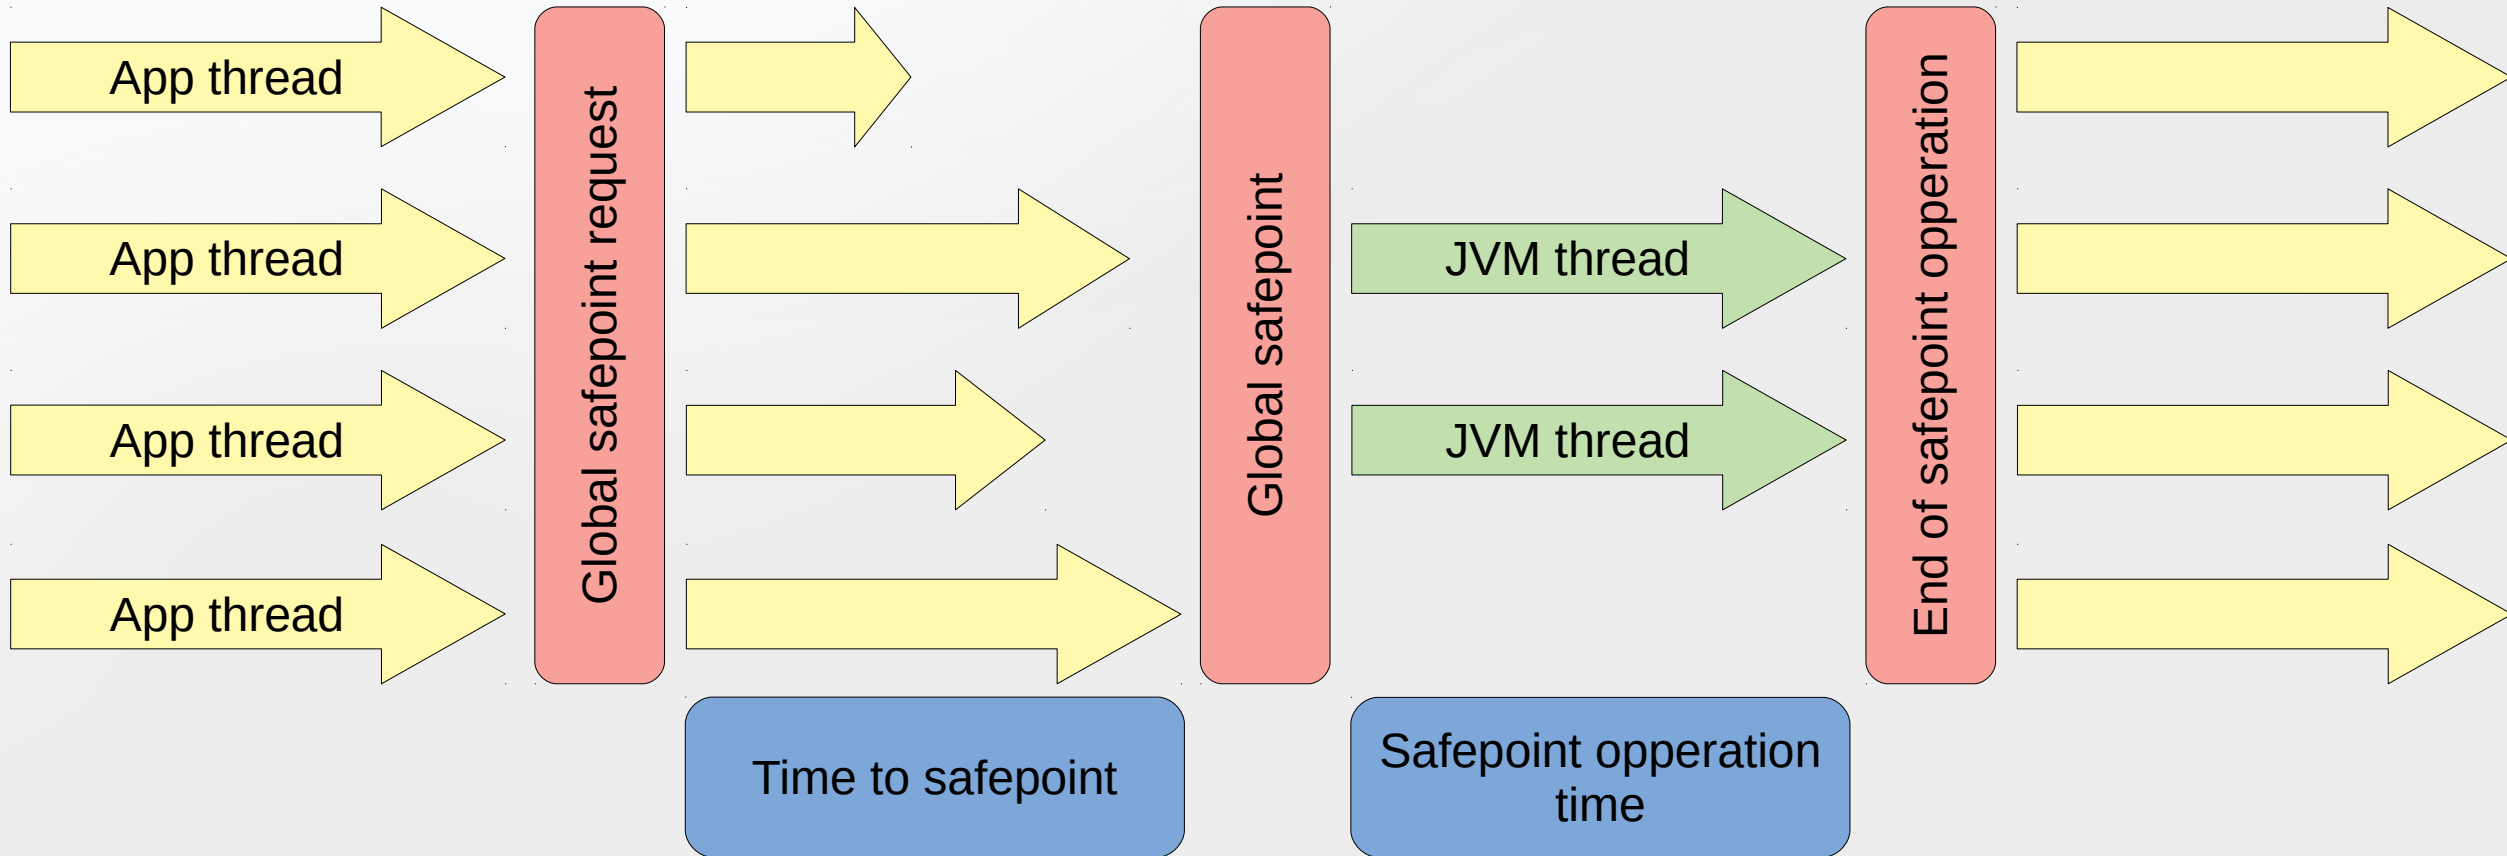 App thread
App thread
App thread
App thread
Global safepoint request
Global safepoint
JVM thread
JVM thread
End of safepoint opperation
Time to safepoint
Safepoint opperation
time